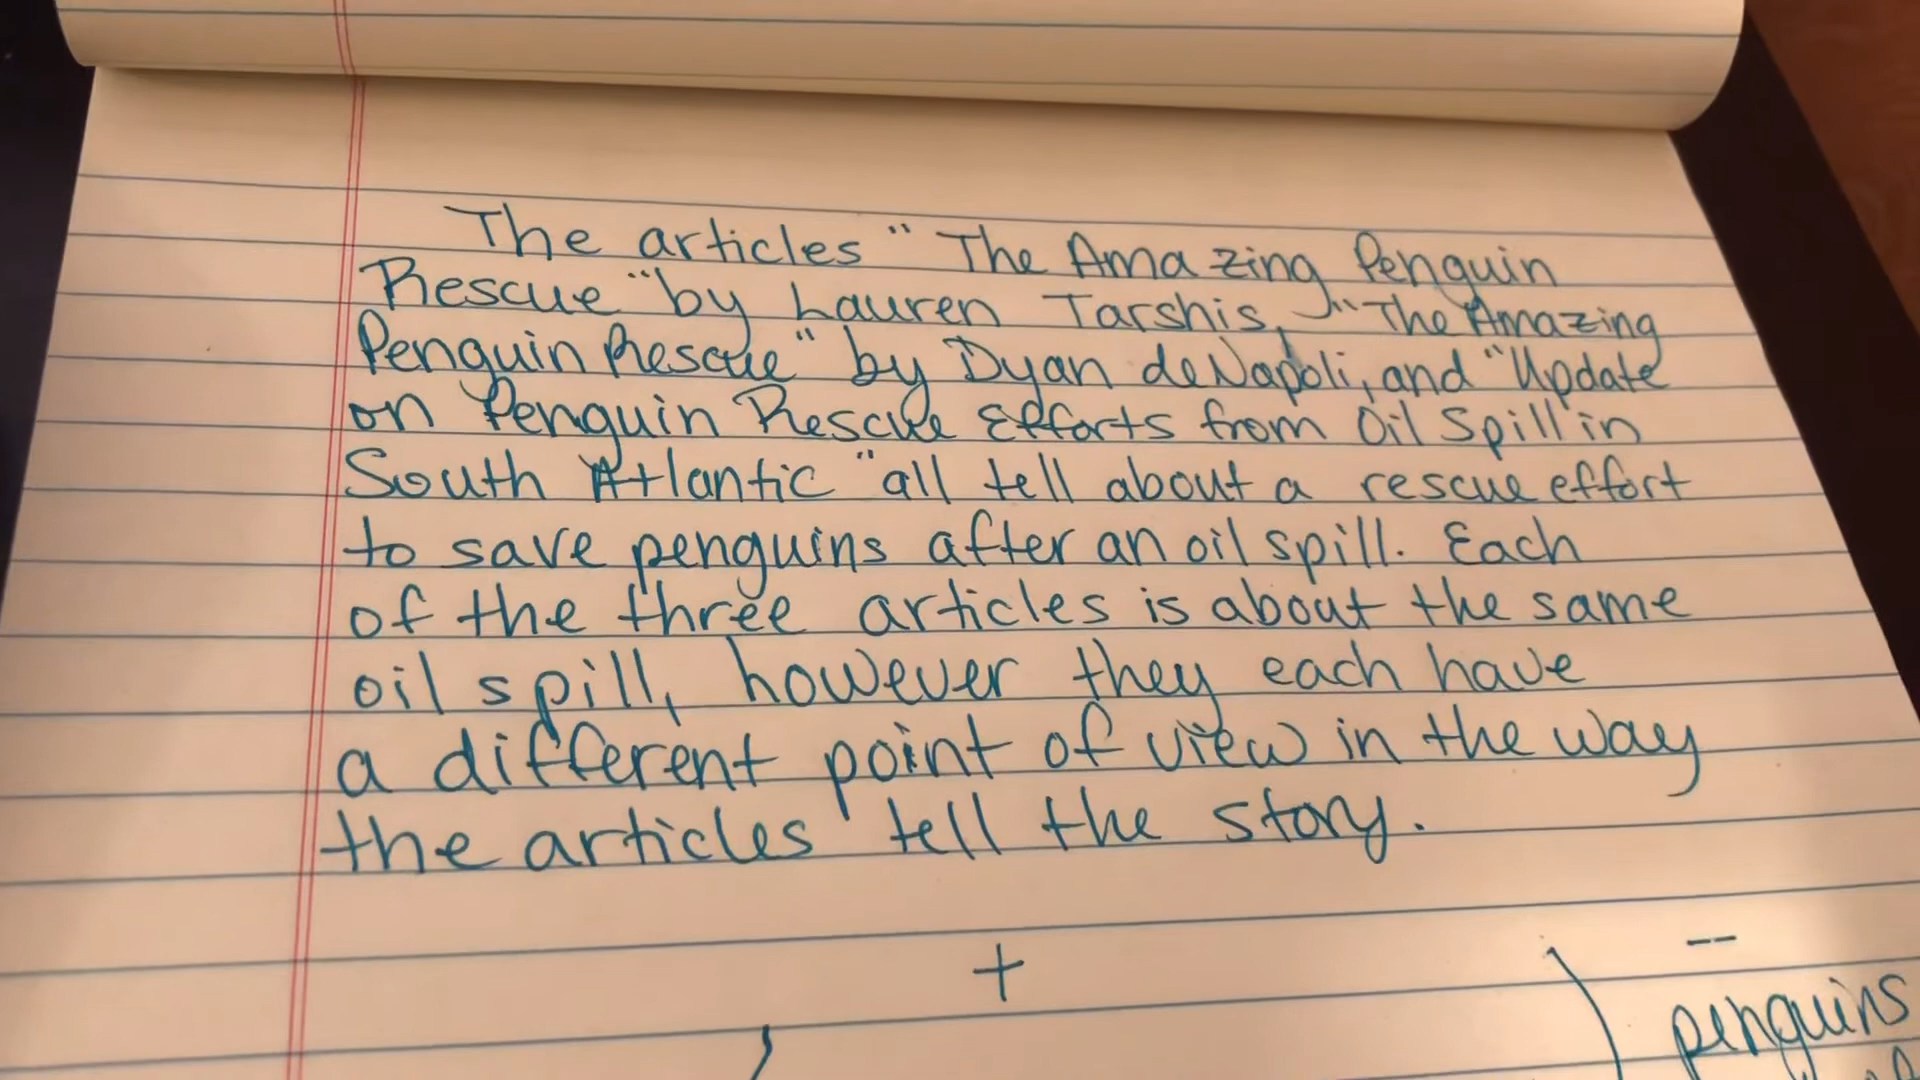 The articles "The Amazing Penguin
Rescue" by Lauren Tarshis, "The Amazing
Penguin Rescue" by Dyan deNapoli, and "Update
on Penguin Rescue Efforts from Oil Spill in
South Atlantic" all tell about a rescue effort
to save penguins after an oil spill. Each
of the three articles is about the same
oil spill, however they each have
a different point of view in the way
the articles tell the story.
+
--
penguins